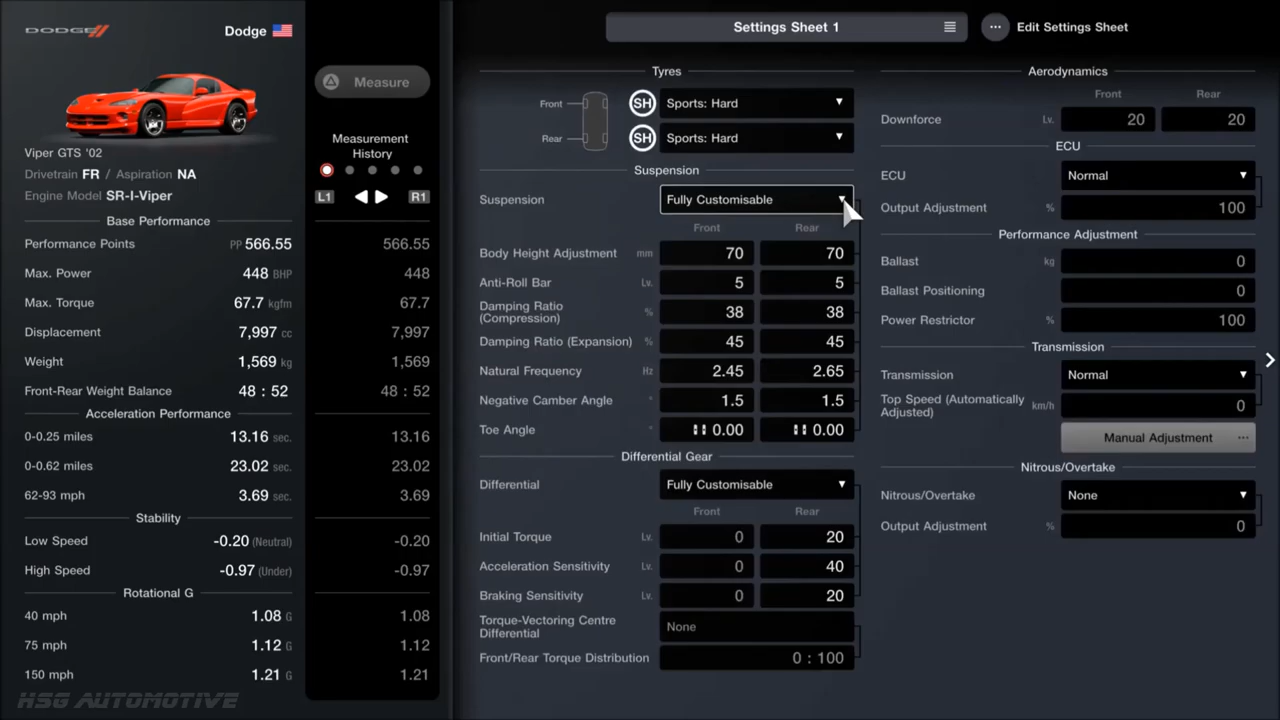 DODGE
Dodge
Viper GTS '02
Drivetrain FR / Aspiration NA
Engine Model SR-I-Viper
Base Performance
Performance Points PP 566.55
Max. Power 448 BHP
Max. Torque 67.7 kgfm
Displacement 7,997 cc
Weight 1,569 kg
Front-Rear Weight Balance 48 : 52
Acceleration Performance
0-0.25 miles 13.16 sec.
0-0.62 miles 23.02 sec.
62-93 mph 3.69 sec.
Stability
Low Speed -0.20 (Neutral)
High Speed -0.97 (Under)
Rotational G
40 mph 1.08 G
75 mph 1.12 G
150 mph 1.21 G
HSG AUTOMOTIVE
Measure
Measurement
History
L1 R1
566.55
448
67.7
7,997
1,569
48 : 52
13.16
23.02
3.69
-0.20
-0.97
1.08
1.12
1.21
Settings Sheet 1
Edit Settings Sheet
Tyres
Front SH Sports: Hard
Rear SH Sports: Hard
Suspension
Suspension Fully Customisable
Front Rear
Body Height Adjustment mm 70 70
Anti-Roll Bar Lv. 5 5
Damping Ratio
(Compression) % 38 38
Damping Ratio (Expansion) % 45 45
Natural Frequency Hz 2.45 2.65
Negative Camber Angle ° 1.5 1.5
Toe Angle ° 0.00 0.00
Differential Gear
Differential Fully Customisable
Front Rear
Initial Torque Lv. 0 20
Acceleration Sensitivity Lv. 0 40
Braking Sensitivity Lv. 0 20
Torque-Vectoring Centre
Differential None
Front/Rear Torque Distribution 0 : 100
Aerodynamics
Front Rear
Downforce Lv. 20 20
ECU
ECU Normal
Output Adjustment % 100
Performance Adjustment
Ballast kg 0
Ballast Positioning 0
Power Restrictor % 100
Transmission
Transmission Normal
Top Speed (Automatically
Adjusted) km/h 0
Manual Adjustment
Nitrous/Overtake
Nitrous/Overtake None
Output Adjustment % 0